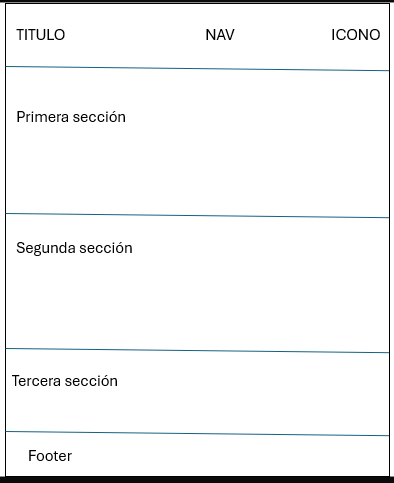 TITULO NAV ICONO
Primera sección
Segunda sección
Tercera sección
Footer